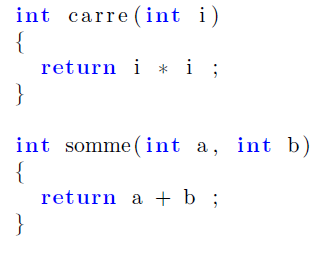 int carre(int i)
{
  return i * i ;
}

int somme(int a, int b)
{
  return a + b ;
}